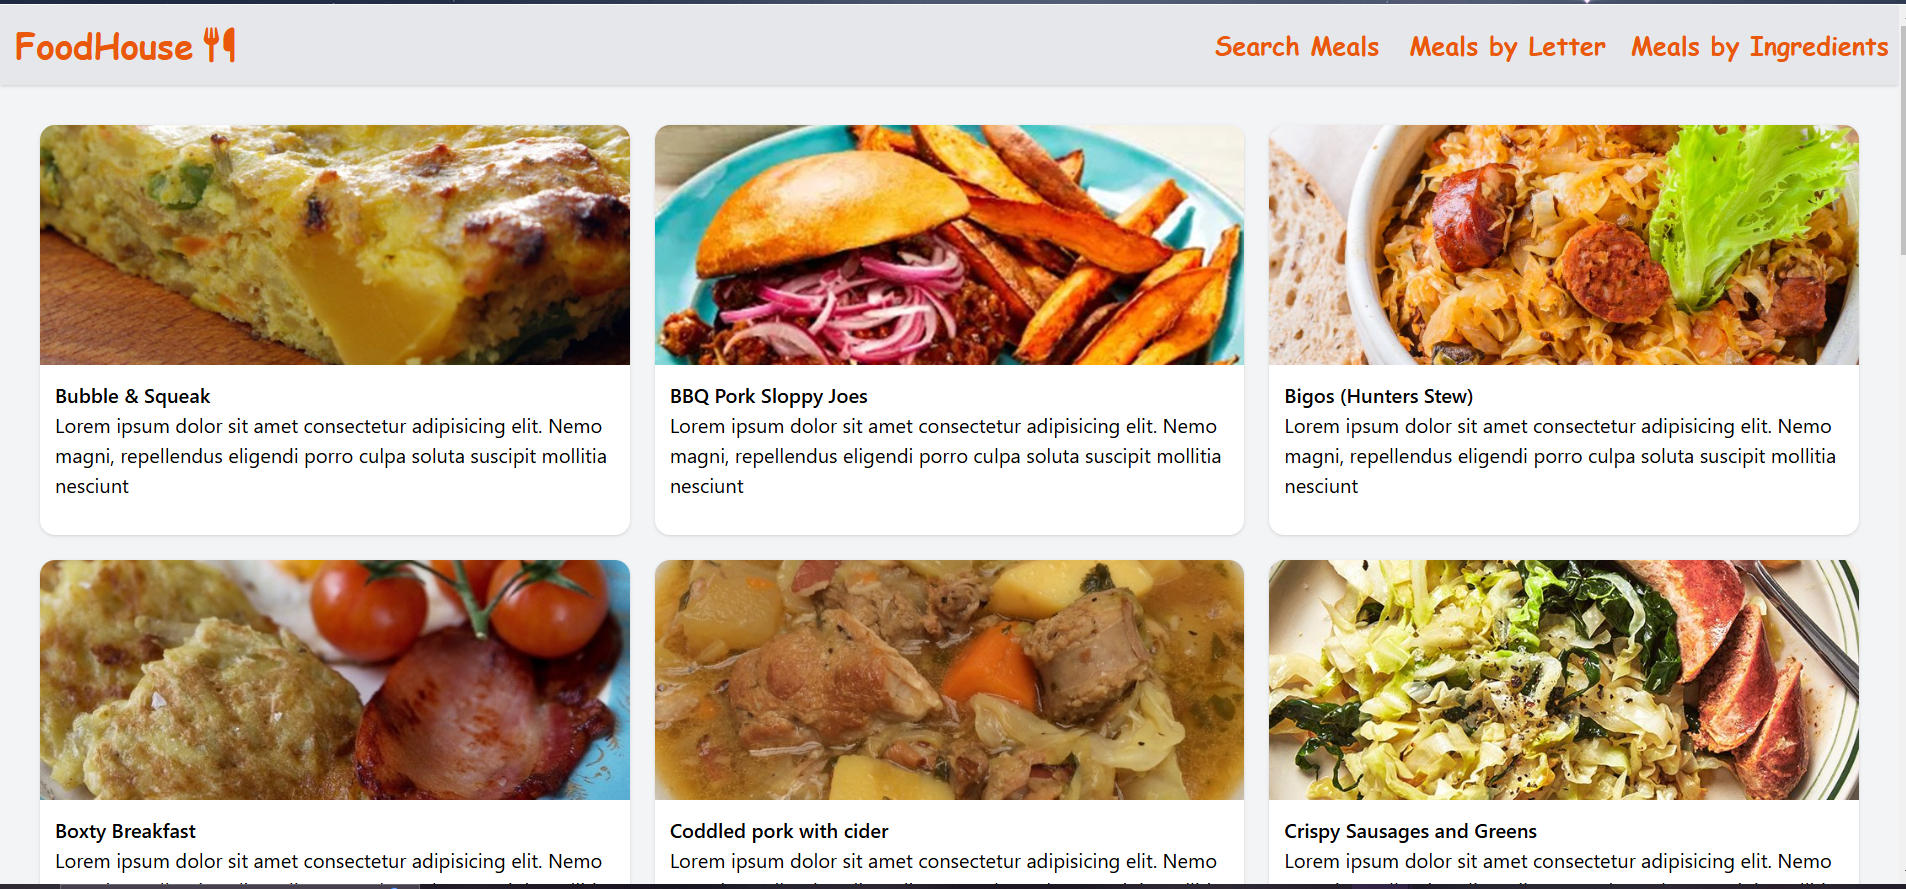 FoodHouse
Search Meals
Meals by Letter
Meals by Ingredients
Bubble & Squeak
Lorem ipsum dolor sit amet consectetur adipisicing elit. Nemo
magni, repellendus eligendi porro culpa soluta suscipit mollitia
nesciunt
BBQ Pork Sloppy Joes
Lorem ipsum dolor sit amet consectetur adipisicing elit. Nemo
magni, repellendus eligendi porro culpa soluta suscipit mollitia
nesciunt
Bigos (Hunters Stew)
Lorem ipsum dolor sit amet consectetur adipisicing elit. Nemo
magni, repellendus eligendi porro culpa soluta suscipit mollitia
nesciunt
Boxty Breakfast
Lorem ipsum dolor sit amet consectetur adipisicing elit. Nemo
Coddled pork with cider
Lorem ipsum dolor sit amet consectetur adipisicing elit. Nemo
Crispy Sausages and Greens
Lorem ipsum dolor sit amet consectetur adipisicing elit. Nemo